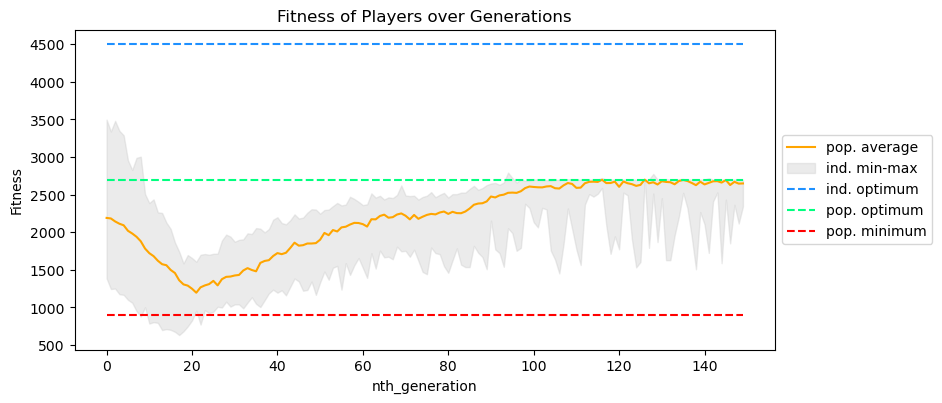 Fitness of Players over Generations
Fitness
4500
4000
3500
3000
2500
2000
1500
1000
500
0
20
40
60
80
100
120
140
nth_generation
pop. average
ind. min-max
ind. optimum
pop. optimum
pop. minimum